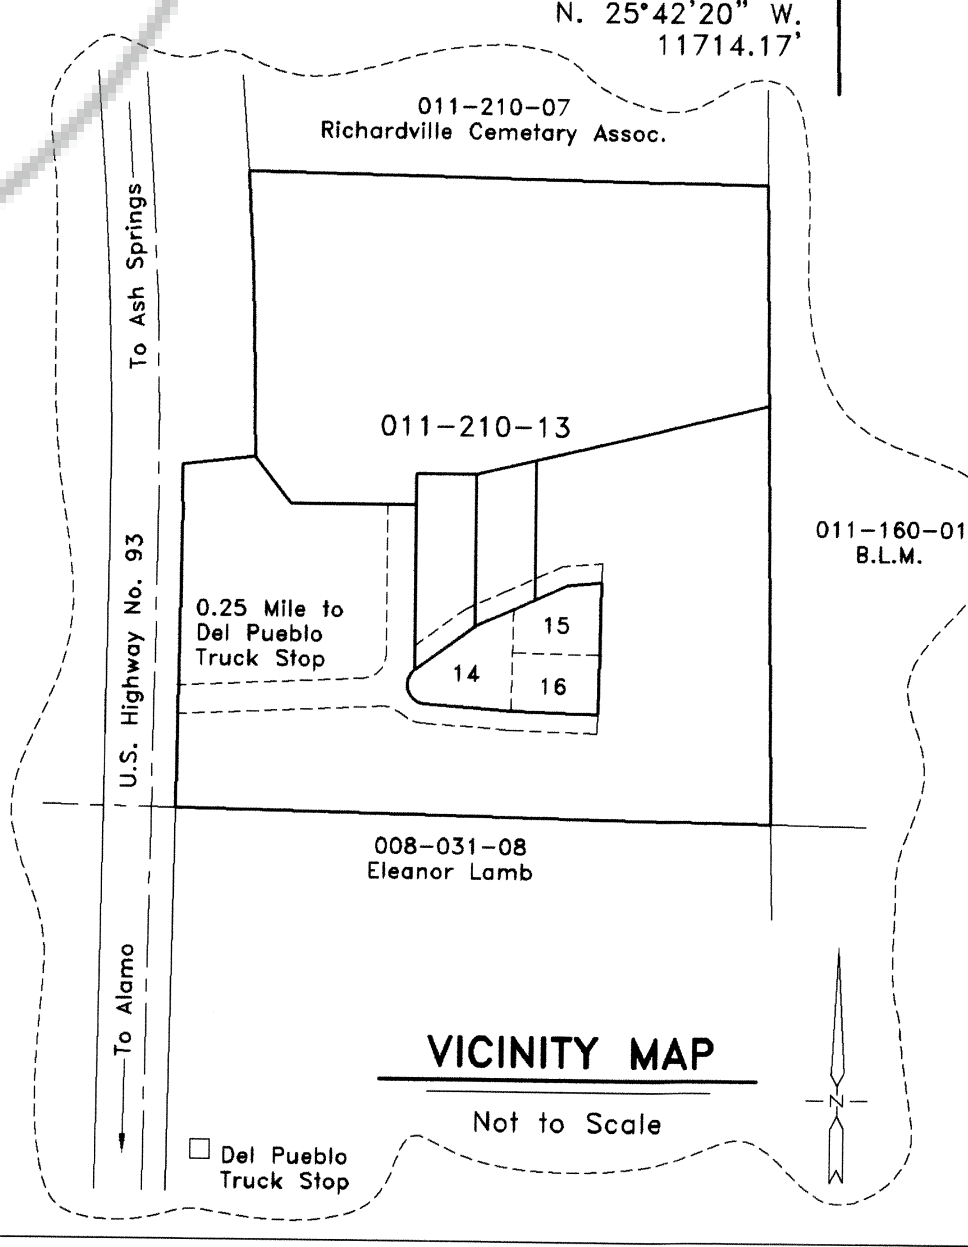 N. 25°42'20" W.
11714.17'
011-210-07
Richardville Cemetary Assoc.
To Ash Springs
011-210-13
011-160-01
B.L.M.
U.S. Highway No. 93
0.25 Mile to
Del Pueblo
Truck Stop
15
14
16
008-031-08
Eleanor Lamb
To Alamo
VICINITY MAP
Not to Scale
N
Del Pueblo
Truck Stop